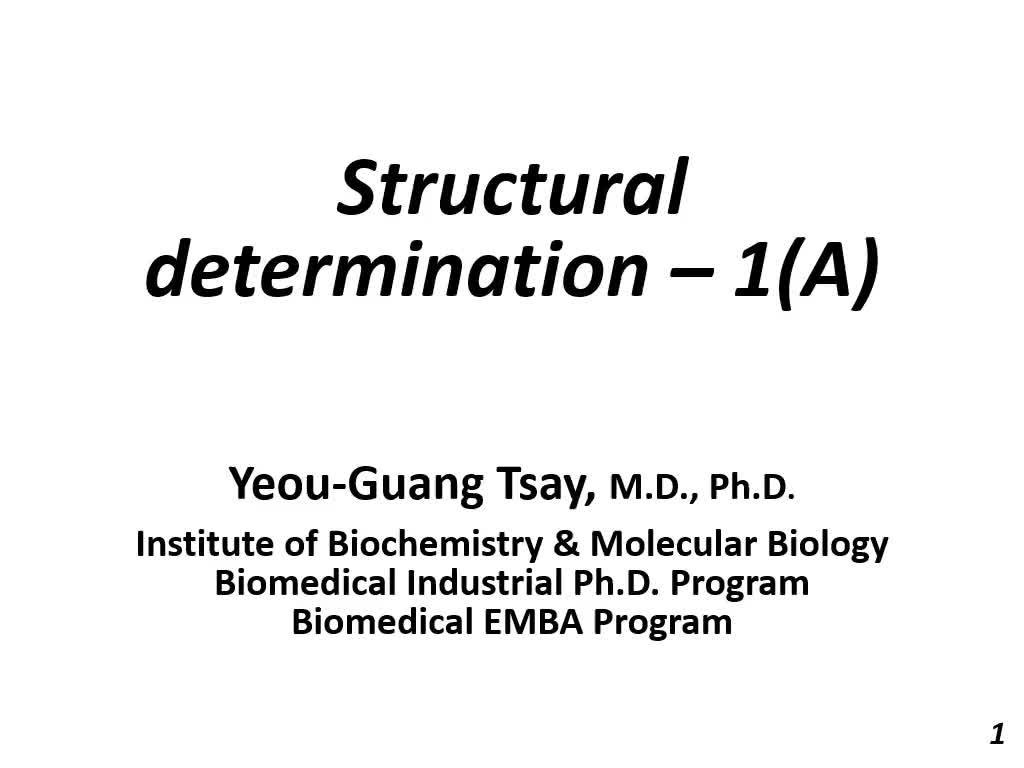 Structural
determination – 1(A)
Yeou-Guang Tsay, M.D., Ph.D.
Institute of Biochemistry & Molecular Biology
Biomedical Industrial Ph.D. Program
Biomedical EMBA Program
1